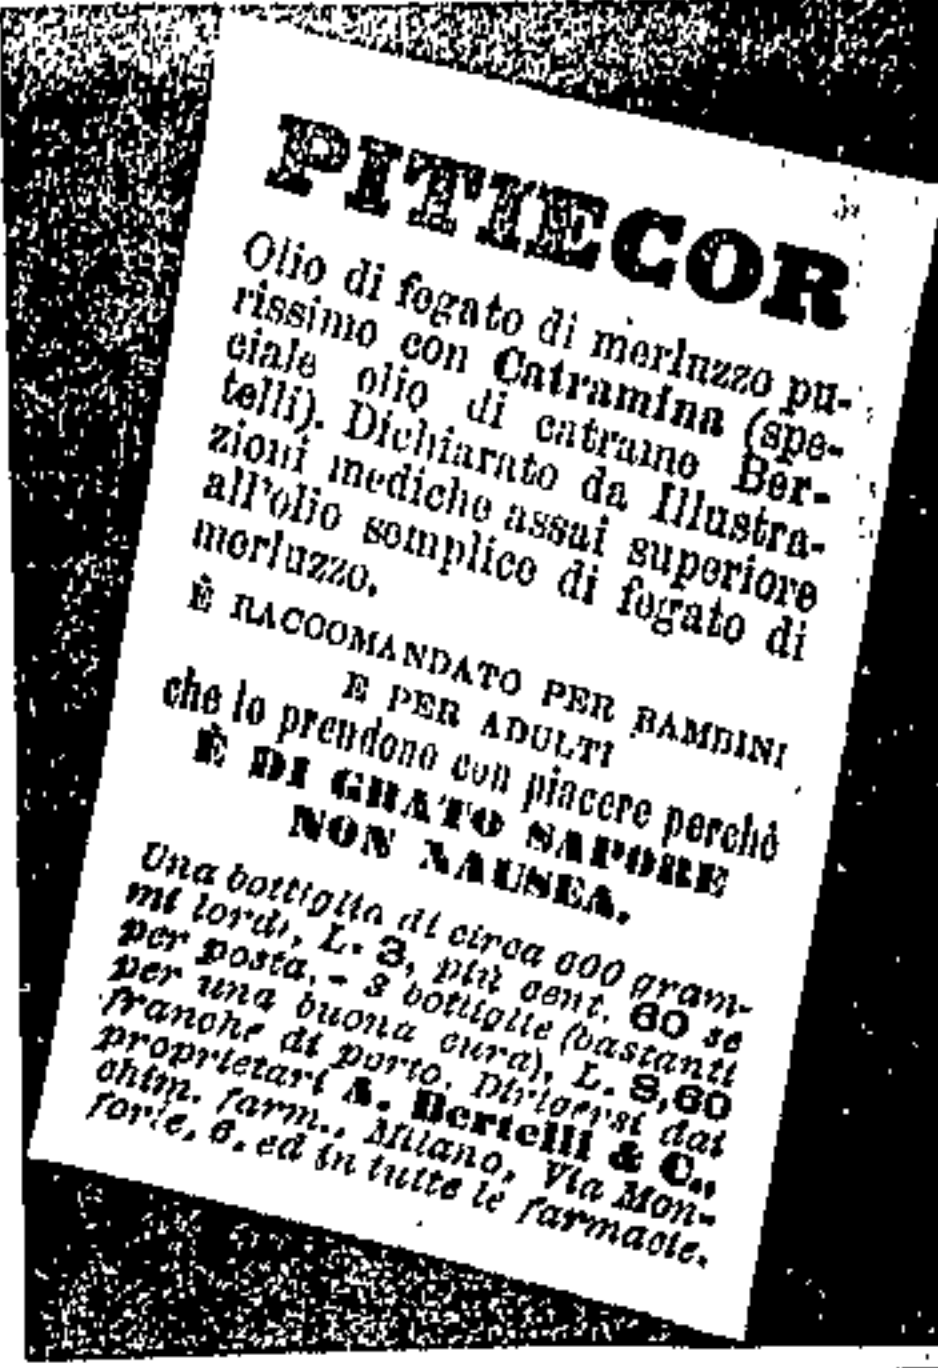 PITIECOR
Olio di fogato di merluzzo pu-
rissimo con Catramina (spe-
ciale olio di catrame Ber-
telli). Dichiarato da Illustra-
zioni mediche assai superiore
all'olio semplice di fogato di
merluzzo.
È RACCOMANDATO PER BAMBINI
E PER ADULTI
che lo prendono con piacere perchè
È DI GRATO SAPORE
NON NAUSEA.
Una bottiglia di circa 600 gram-
mi lordi, L. 3, più cent. 60 se
per posta. - 3 bottiglie (bastanti
per una buona cura), L. 8,60
franche di porto. Dirigersi dai
proprietari A. Bertelli & C.,
chim. farm., Milano, Via Mon-
forte, 6, ed in tutte le farmacie.